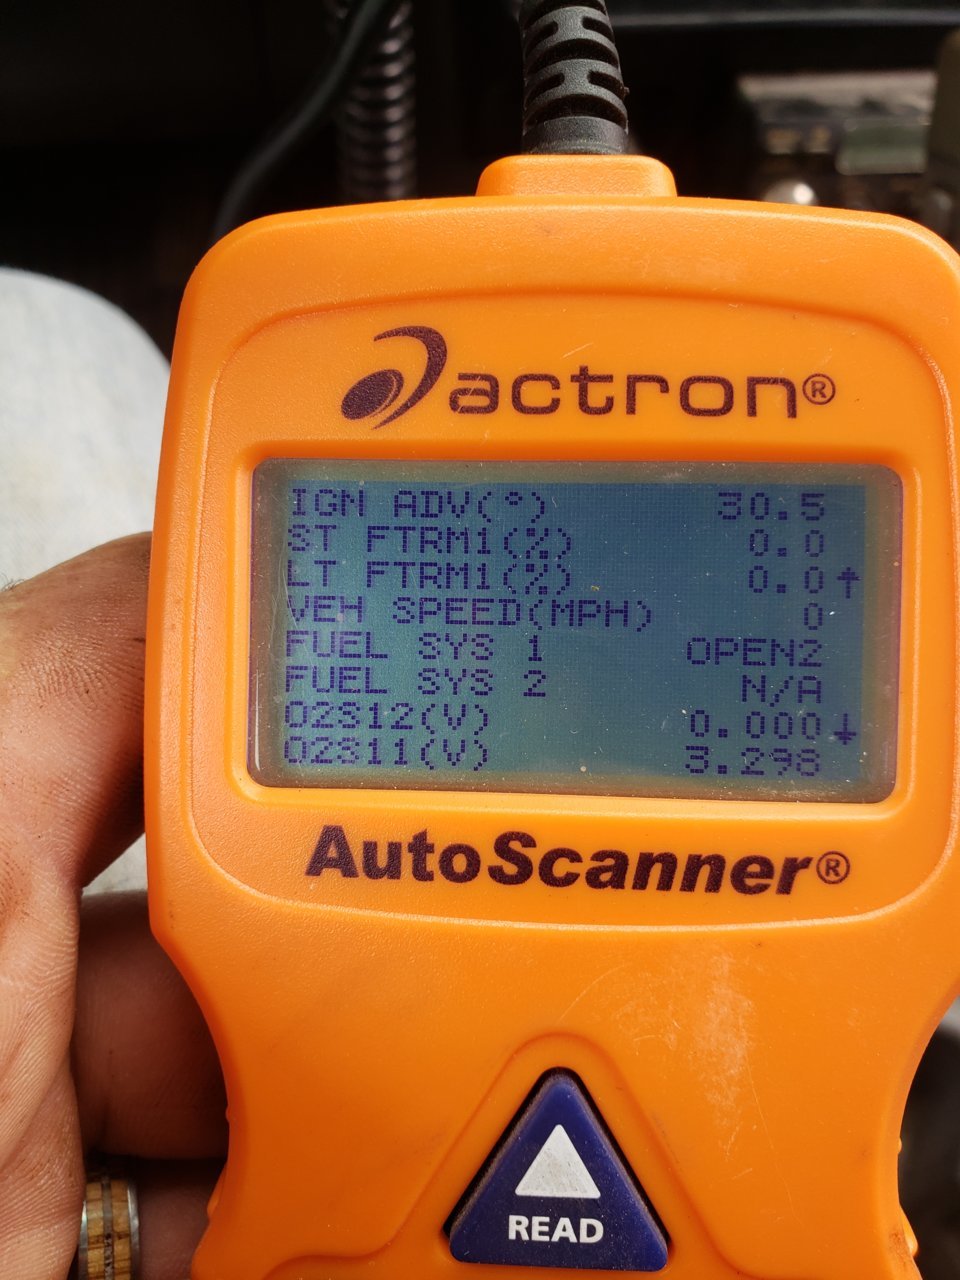 actron®
IGN ADV(°) 30.5
ST FTRM1(%) 0.0
LT FTRM1(%) 0.0↑
VEH SPEED(MPH) 0
FUEL SYS 1 OPEN2
FUEL SYS 2 N/A
O2S12(V) 0.000↓
O2S11(V) 3.298
AutoScanner®
READ